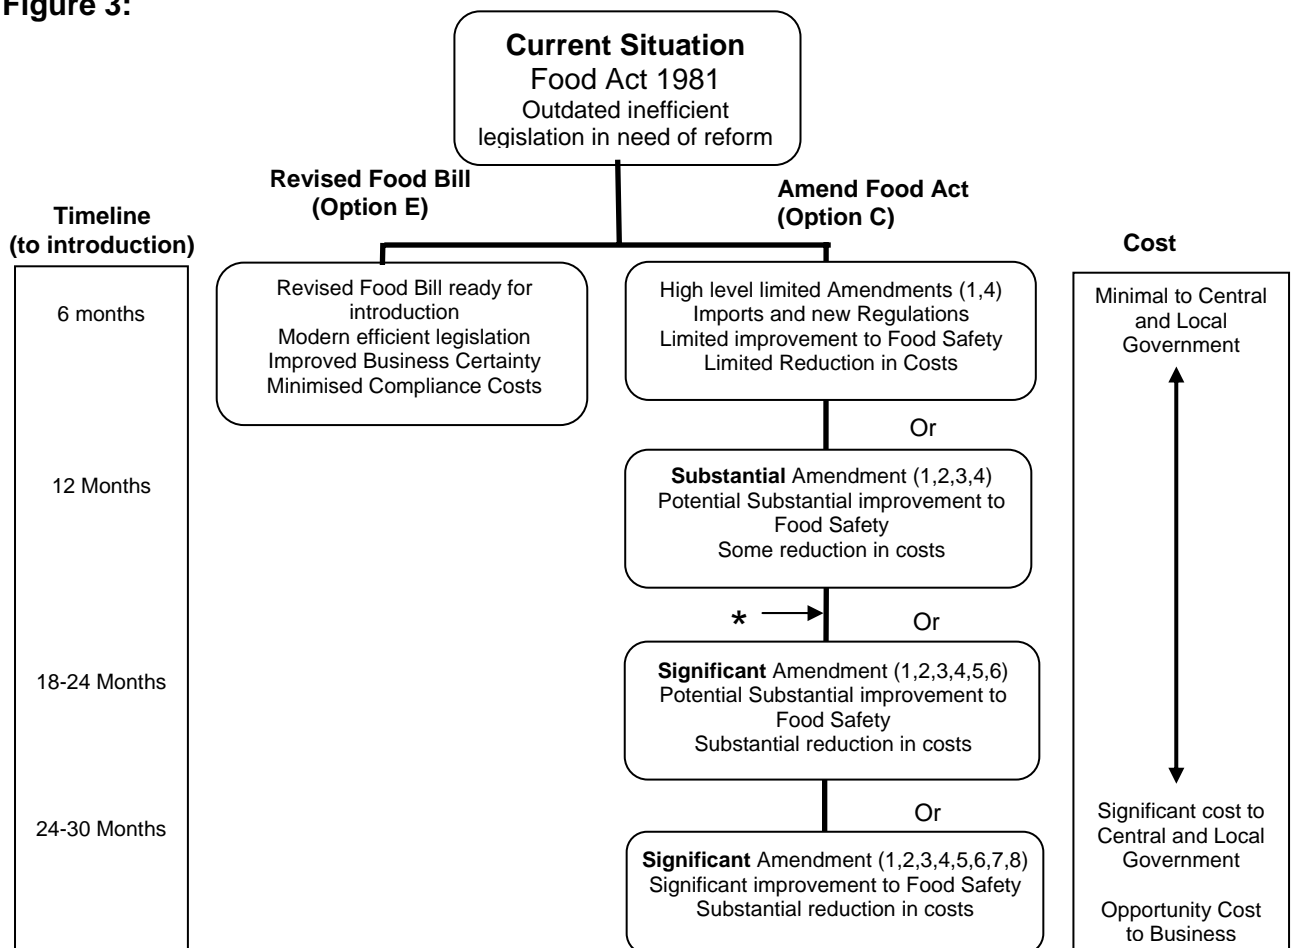 Figure 3:
Current Situation
Food Act 1981
Outdated inefficient
legislation in need of reform
Revised Food Bill
(Option E)
Amend Food Act
(Option C)
Timeline
(to introduction)
Cost
6 months
Revised Food Bill ready for
introduction
Modern efficient legislation
Improved Business Certainty
Minimised Compliance Costs
High level limited Amendments (1,4)
Imports and new Regulations
Limited improvement to Food Safety
Limited Reduction in Costs
Minimal to Central
and Local
Government
Or
12 Months
Substantial Amendment (1,2,3,4)
Potential Substantial improvement to
Food Safety
Some reduction in costs
*
Or
18-24 Months
Significant Amendment (1,2,3,4,5,6)
Potential Substantial improvement to
Food Safety
Substantial reduction in costs
Or
24-30 Months
Significant Amendment (1,2,3,4,5,6,7,8)
Significant improvement to Food Safety
Substantial reduction in costs
Significant cost to
Central and Local
Government
Opportunity Cost
to Business